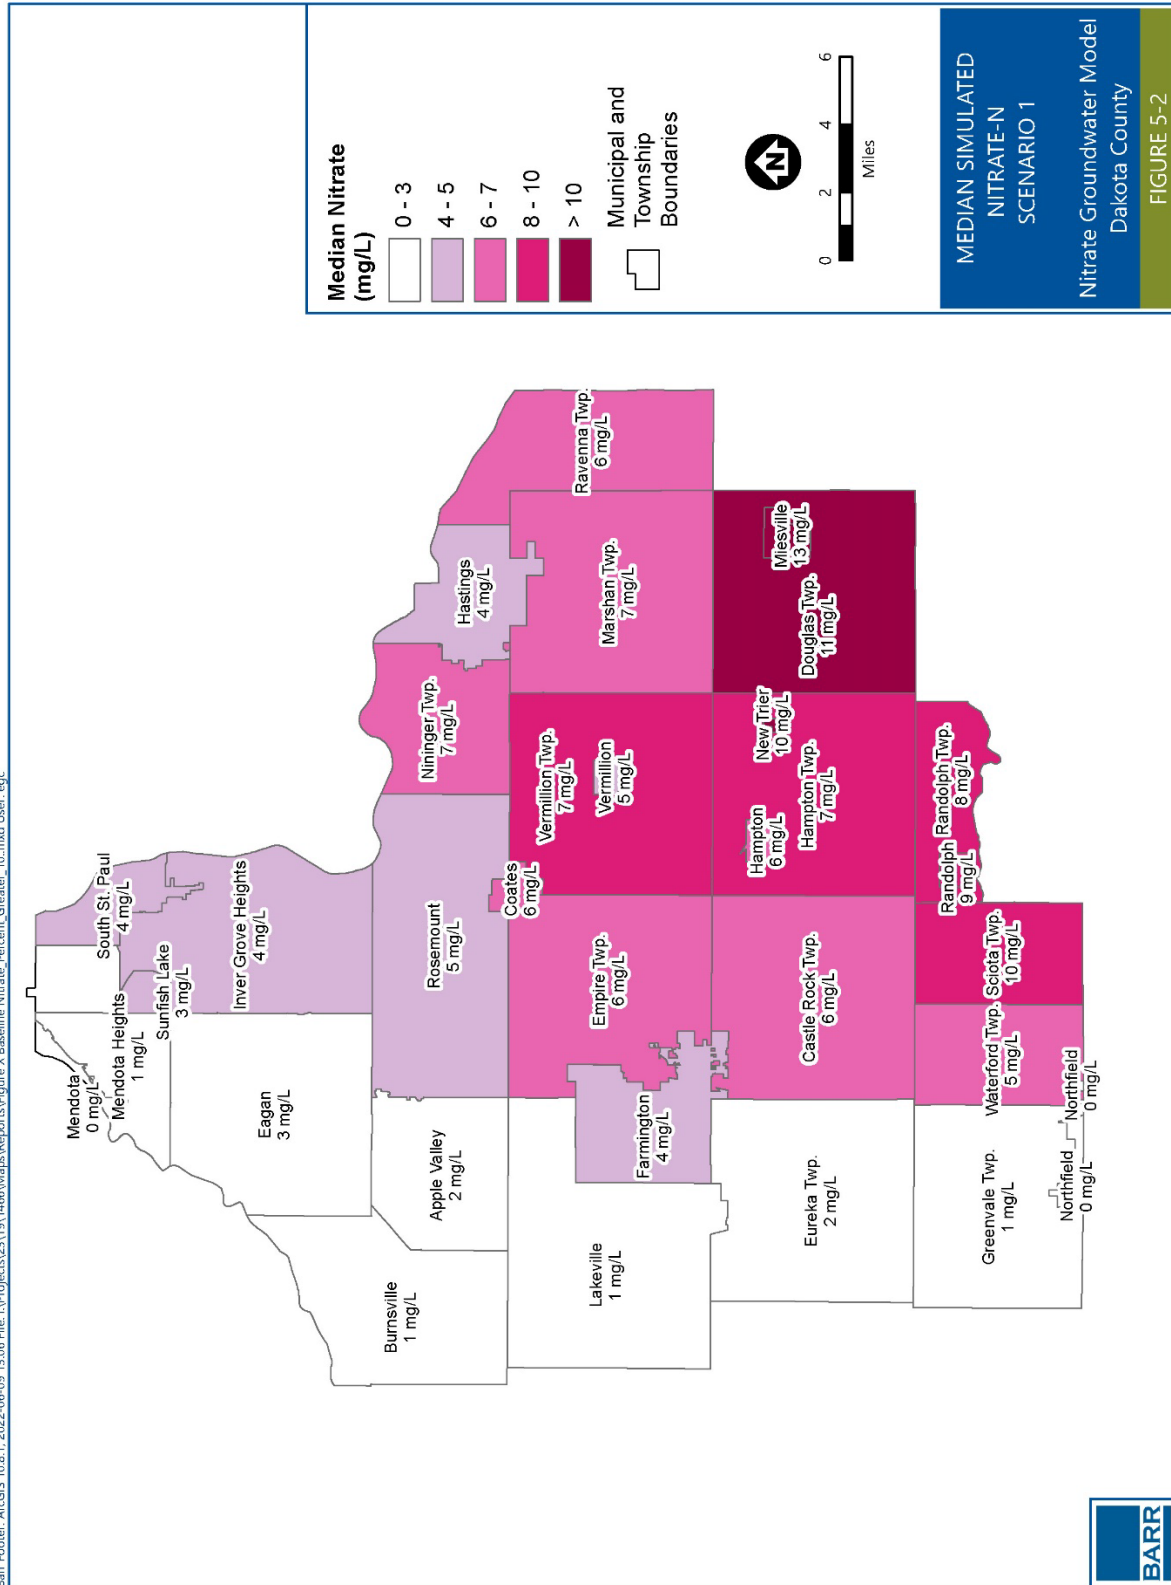 Median Nitrate
(mg/L)
0 - 3
4 - 5
6 - 7
8 - 10
> 10
Municipal and
Township
Boundaries
N
0 2 4 6
Miles
MEDIAN SIMULATED
NITRATE-N
SCENARIO 1
Nitrate Groundwater Model
Dakota County
FIGURE 5-2
South St. Paul
4 mg/L
Mendota
0 mg/L
Mendota Heights
1 mg/L
Sunfish Lake
3 mg/L
Inver Grove Heights
4 mg/L
Eagan
3 mg/L
Burnsville
1 mg/L
Apple Valley
2 mg/L
Rosemount
5 mg/L
Nininger Twp.
7 mg/L
Hastings
4 mg/L
Ravenna Twp.
6 mg/L
Lakeville
1 mg/L
Farmington
4 mg/L
Empire Twp.
6 mg/L
Coates
6 mg/L
Vermillion Twp.
7 mg/L
Vermillion
5 mg/L
Marshan Twp.
7 mg/L
Eureka Twp.
2 mg/L
Castle Rock Twp.
6 mg/L
Hampton
6 mg/L
Hampton Twp.
7 mg/L
New Trier
10 mg/L
Douglas Twp.
11 mg/L
Miesville
13 mg/L
Greenvale Twp.
1 mg/L
Northfield
0 mg/L
Northfield
0 mg/L
Waterford Twp.
5 mg/L
Sciota Twp.
10 mg/L
Randolph
9 mg/L
Randolph Twp.
8 mg/L
BARR